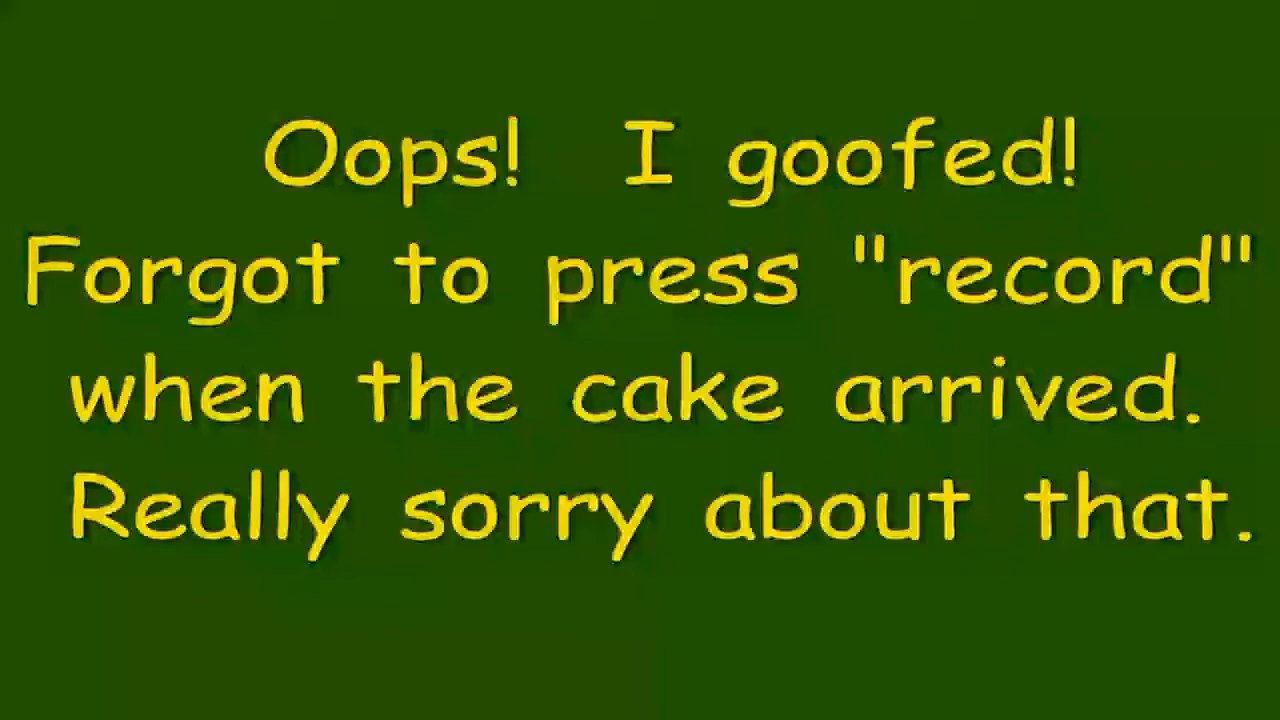 Oops! I goofed!
Forgot to press "record"
when the cake arrived.
Really sorry about that.